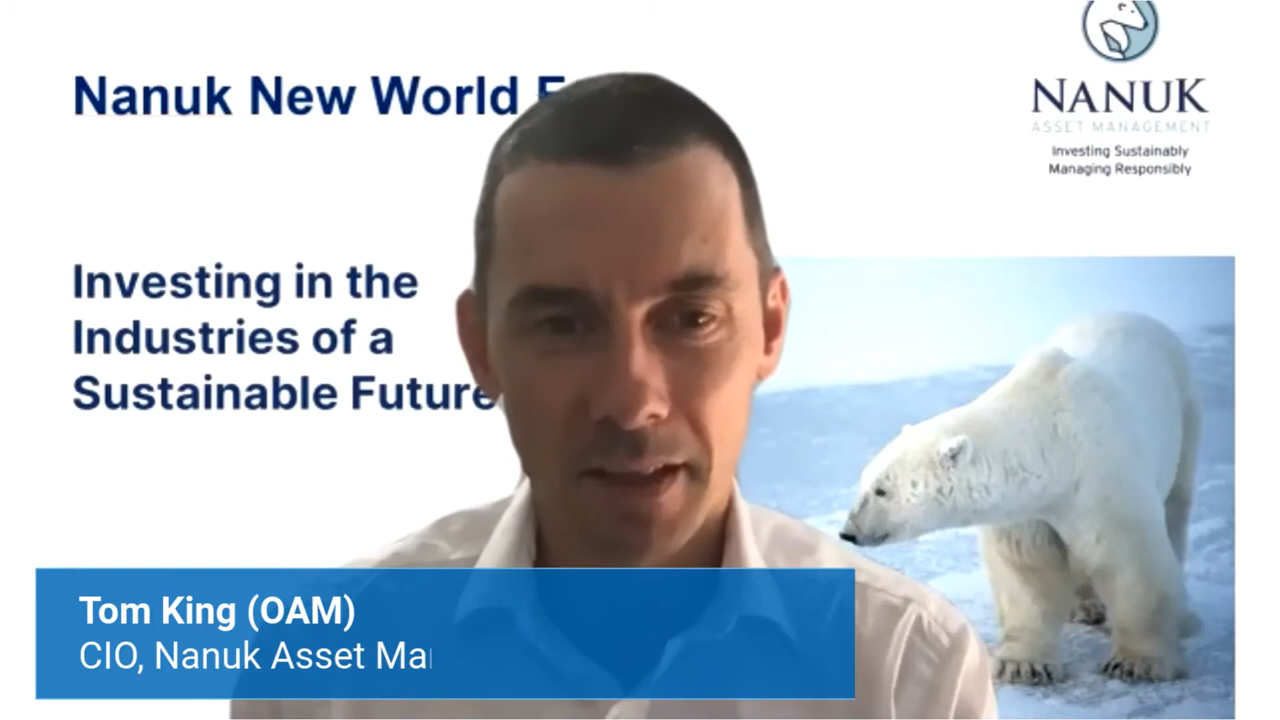 Nanuk New World
NANUK
ASSET MANAGEMENT
Investing Sustainably
Managing Responsibly
Investing in the
Industries of a
Sustainable Future
Tom King (OAM)
CIO, Nanuk Asset